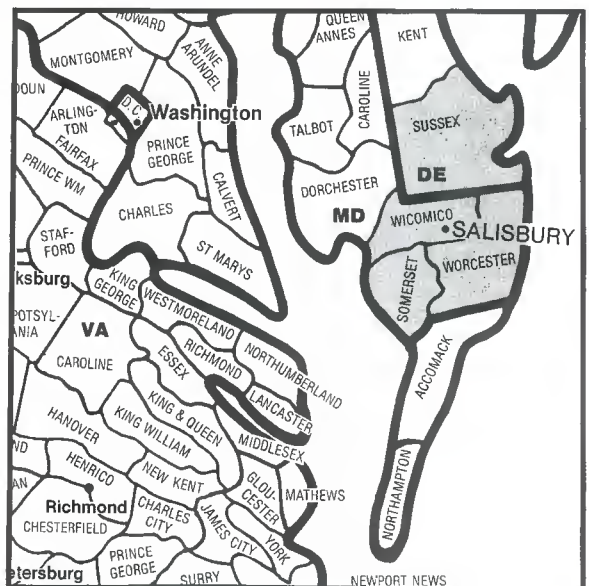 HOWARD
MONTGOMERY
ANNE
ARUNDEL
QUEEN
ANNES
KENT
DOUN
D.C.
Washington
ARLING-
TON
FAIRFAX
PRINCE WM
PRINCE
GEORGE
CALVERT
TALBOT
CAROLINE
SUSSEX
DE
DORCHESTER
MD
WICOMICO
SALISBURY
WORCESTER
SOMERSET
CHARLES
ST MARYS
STAF-
FORD
ksburg
KING
GEORGE
WESTMORELAND
POTSYL-
ANIA
VA
CAROLINE
RICHMOND
NORTHUMBERLAND
ESSEX
LANCASTER
ACCOMACK
HANOVER
KING & QUEEN
KING WILLIAM
MIDDLESEX
ND
HENRICO
NEW KENT
GLOU-
CESTER
MATHEWS
NORTHAMPTON
AN
Richmond
CHESTERFIELD
CHARLES
CITY
JAMES CITY
YORK
PRINCE
GEORGE
etersburg
SURRY
NEWPORT NEWS